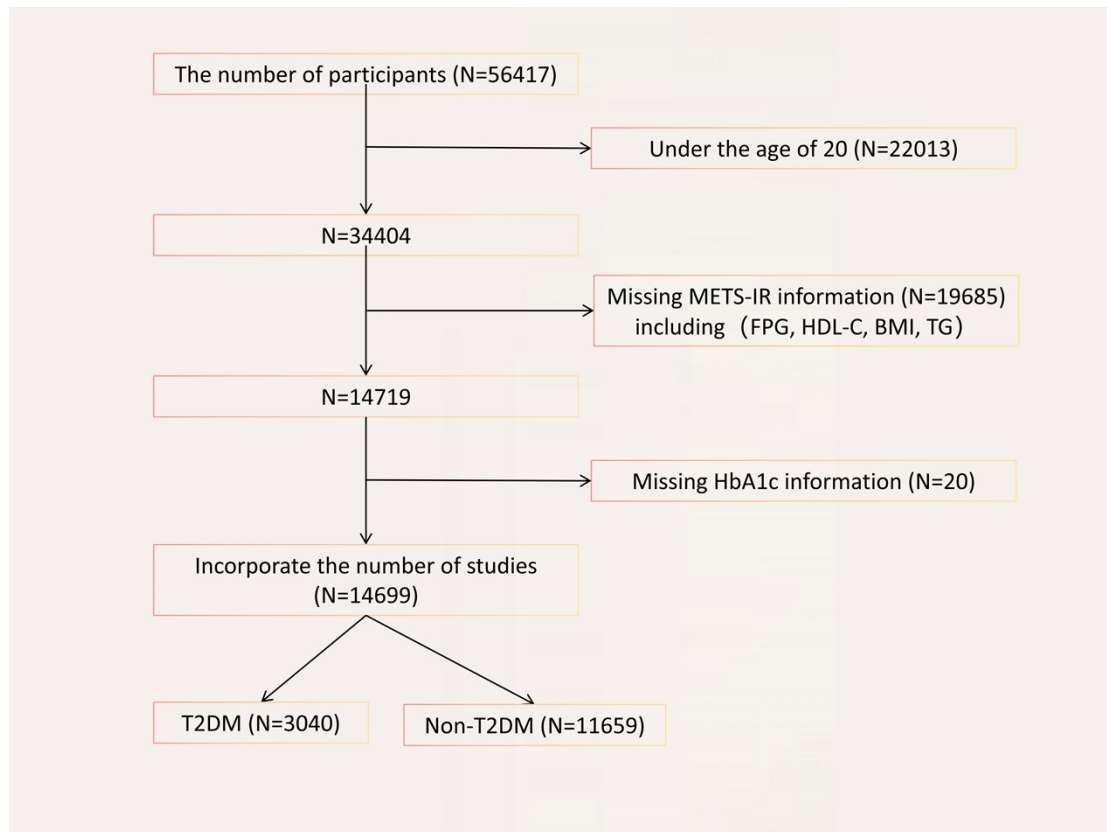 The number of participants (N=56417)
Under the age of 20 (N=22013)
N=34404
Missing METS-IR information (N=19685)
including（FPG, HDL-C, BMI, TG）
N=14719
Missing HbA1c information (N=20)
Incorporate the number of studies
(N=14699)
T2DM (N=3040)
Non-T2DM (N=11659)